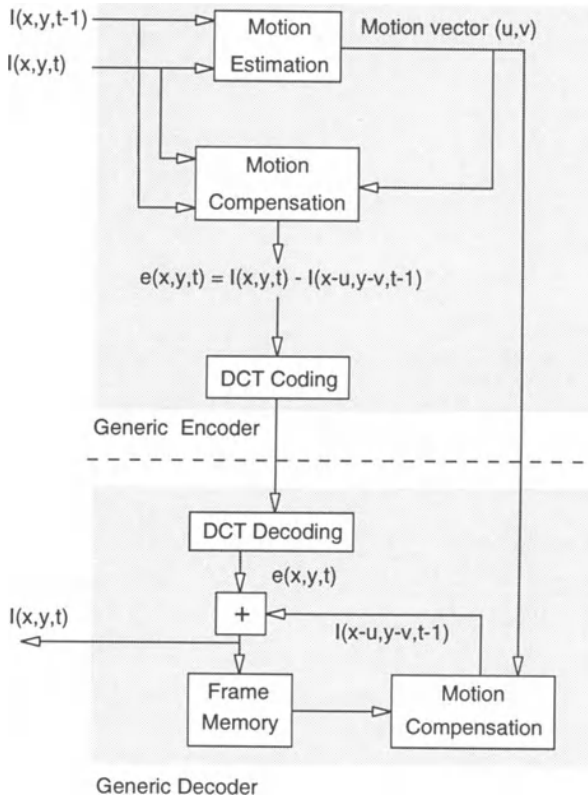 I(x,y,t-1)
I(x,y,t)
Motion
Estimation
Motion vector (u,v)
Motion
Compensation
e(x,y,t) = I(x,y,t) - I(x-u,y-v,t-1)
DCT Coding
Generic Encoder
DCT Decoding
e(x,y,t)
+
I(x,y,t)
I(x-u,y-v,t-1)
Frame
Memory
Motion
Compensation
Generic Decoder